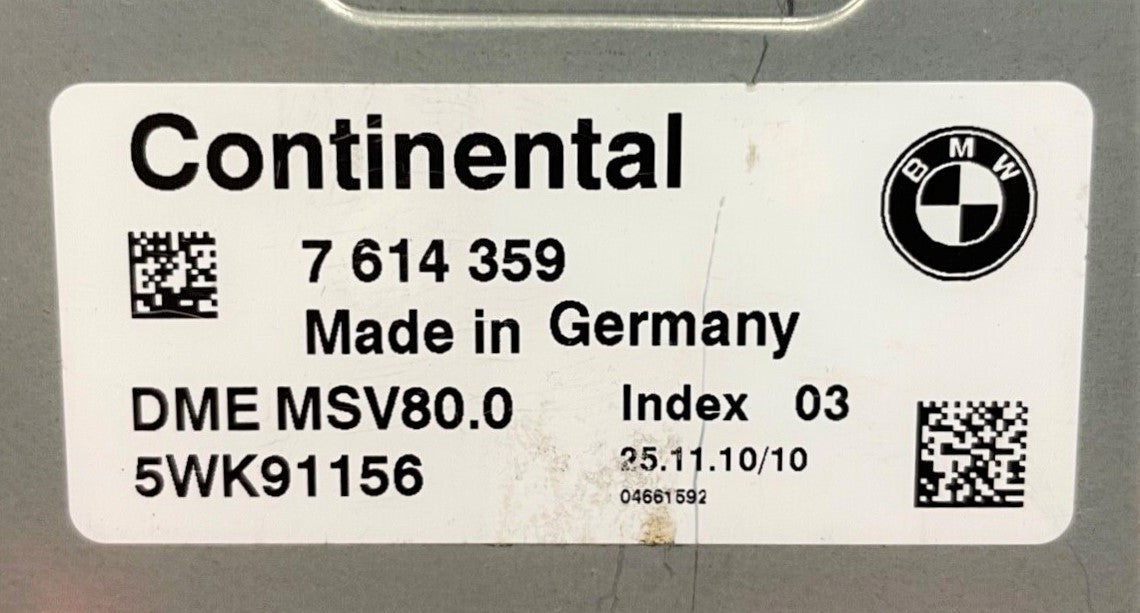 Continental
BMW
7 614 359
Made in Germany
DME MSV80.0 Index 03
5WK91156 25.11.10/10
04661592